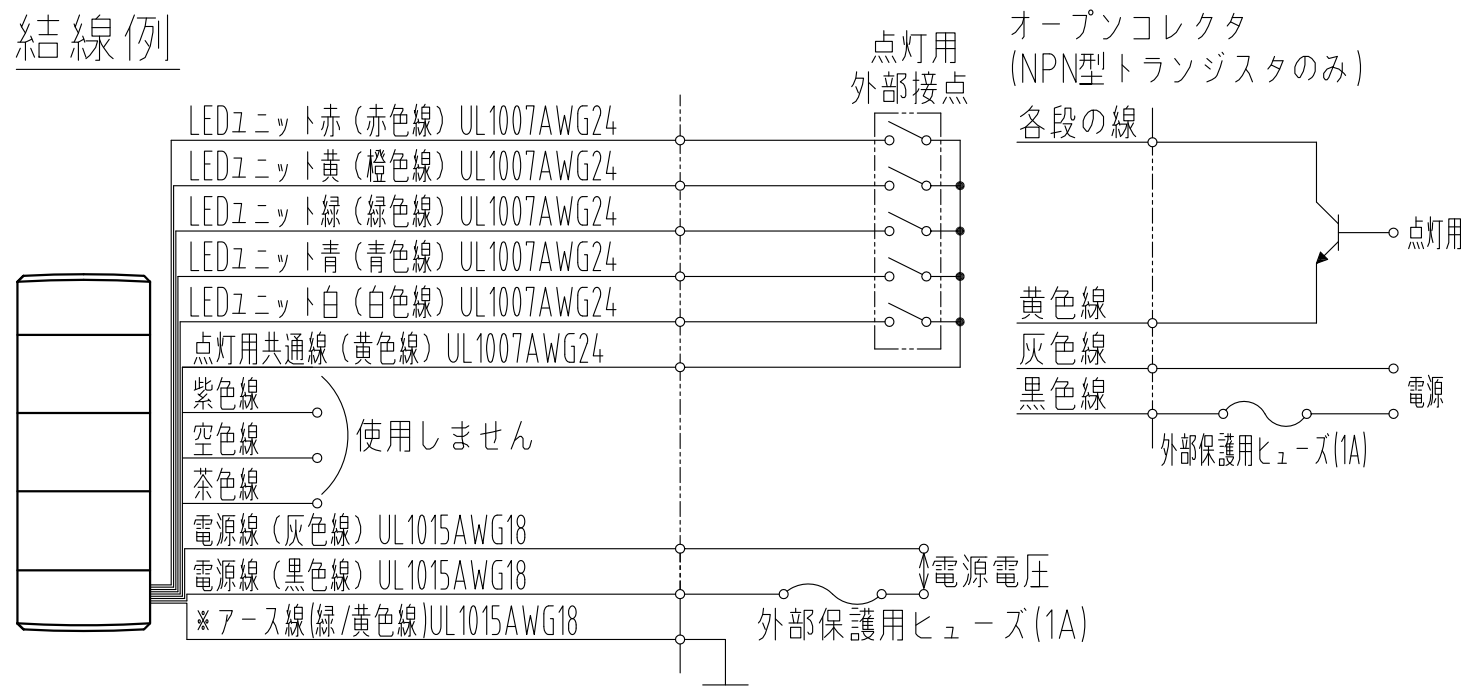 結線例
点灯用
外部接点
LEDユニット赤（赤色線）UL1007AWG24
LEDユニット黄（橙色線）UL1007AWG24
LEDユニット緑（緑色線）UL1007AWG24
LEDユニット青（青色線）UL1007AWG24
LEDユニット白（白色線）UL1007AWG24
点灯用共通線（黄色線）UL1007AWG24
紫色線
空色線
茶色線
使用しません
電源線（灰色線）UL1015AWG18
電源線（黒色線）UL1015AWG18
※アース線(緑/黄色線)UL1015AWG18
電源電圧
外部保護用ヒューズ(1A)
オープンコレクタ
(NPN型トランジスタのみ)
各段の線
点灯用
黄色線
灰色線
黒色線
電源
外部保護用ヒューズ(1A)